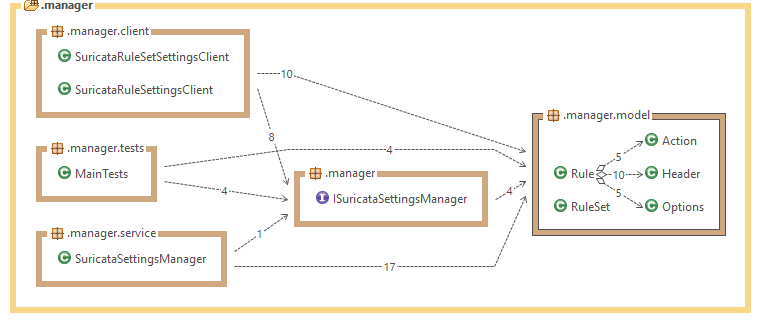 .manager
.manager.client
SuricataRuleSetSettingsClient
SuricataRuleSettingsClient
10
8
.manager.tests
MainTests
4
4
.manager
ISuricataSettingsManager
4
.manager.service
SuricataSettingsManager
1
17
.manager.model
Action
5
Rule
10
Header
5
RuleSet
Options